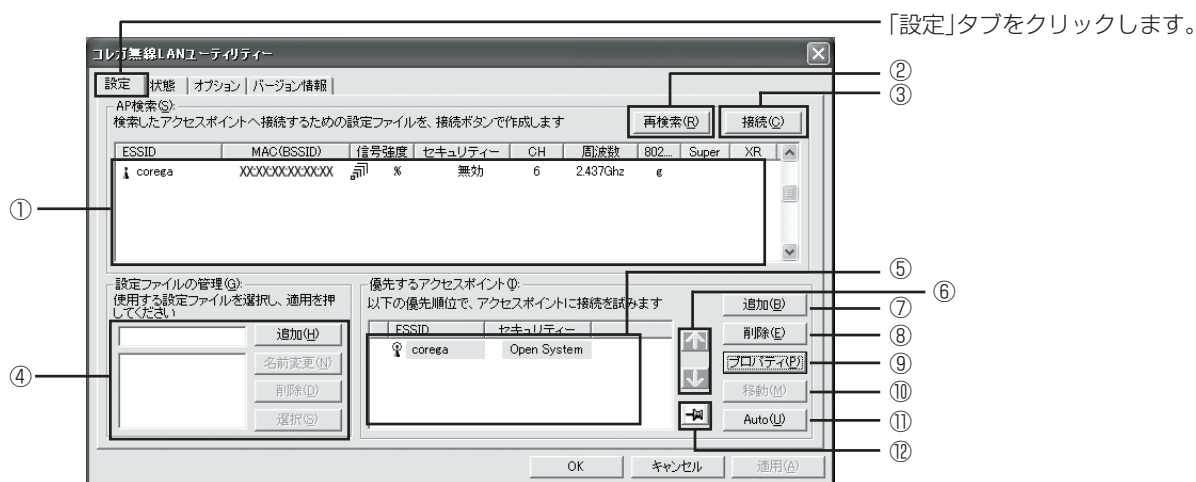 「設定」タブをクリックします。
コレガ無線LANユーティリティー
設定 状態 オプション バージョン情報
②
③
AP検索(S):
検索したアクセスポイントへ接続するための設定ファイルを、接続ボタンで作成します
再検索(R) 接続(C)
ESSID MAC(BSSID) 信号強度 セキュリティー CH 周波数 802... Super XR
corega XX:XX:XX:XX:XX:XX % 無効 6 2.437Ghz g
①
設定ファイルの管理(G):
使用する設定ファイルを選択し、適用を押
してください
追加(H)
名前変更(N)
削除(D)
選択(S)
④
優先するアクセスポイント(I):
以下の優先順位で、アクセスポイントに接続を試みます
ESSID セキュリティー
corega Open System
追加(B)
削除(E)
プロパティ(P)
移動(M)
Auto(U)
⑤
⑥
⑦
⑧
⑨
⑩
⑪
⑫
OK キャンセル 適用(A)